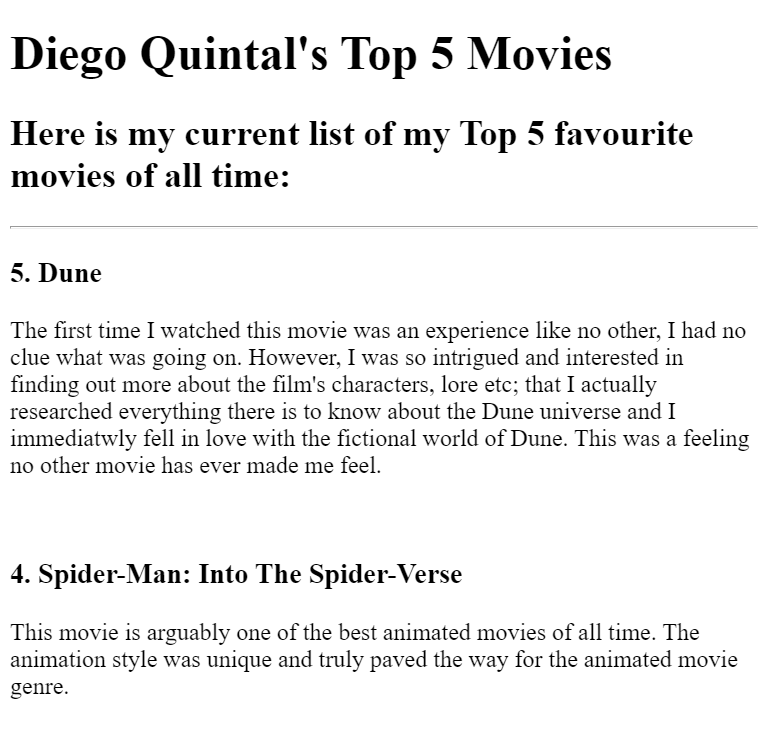 Diego Quintal's Top 5 Movies
Here is my current list of my Top 5 favourite
movies of all time:
5. Dune
The first time I watched this movie was an experience like no other, I had no
clue what was going on. However, I was so intrigued and interested in
finding out more about the film's characters, lore etc; that I actually
researched everything there is to know about the Dune universe and I
immediatwly fell in love with the fictional world of Dune. This was a feeling
no other movie has ever made me feel.
4. Spider-Man: Into The Spider-Verse
This movie is arguably one of the best animated movies of all time. The
animation style was unique and truly paved the way for the animated movie
genre.